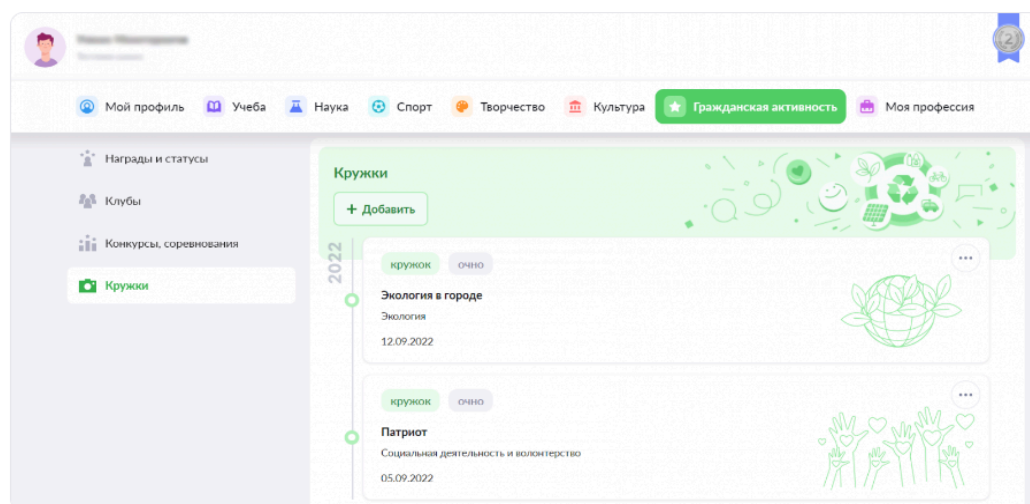 2
Мой профиль Учеба Наука Спорт Творчество Культура Гражданская активность Моя профессия
Награды и статусы
Клубы
Конкурсы, соревнования
Кружки
Кружки
+ Добавить
2022
кружок очно
Экология в городе
Экология
12.09.2022
кружок очно
Патриот
Социальная деятельность и волонтерство
05.09.2022